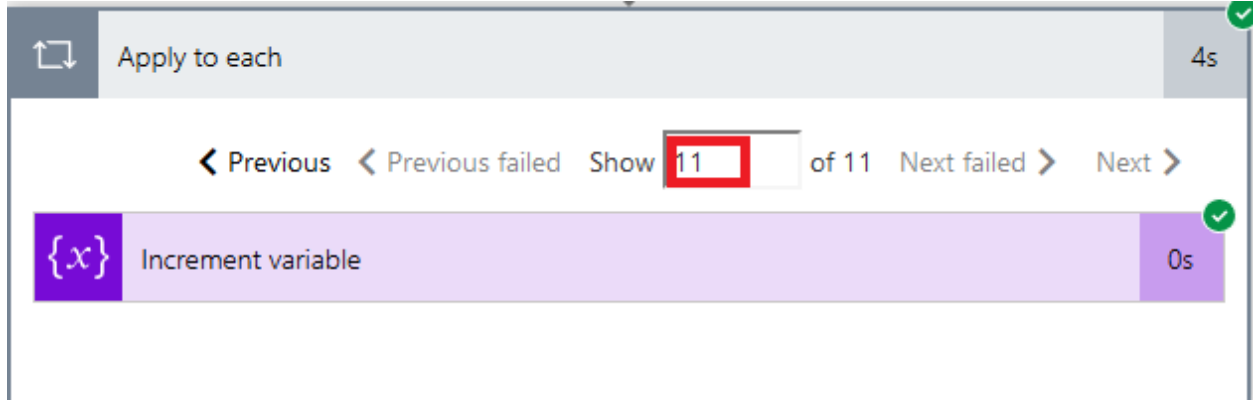 Apply to each 4s
Previous Previous failed Show 11 of 11 Next failed Next
{x} Increment variable 0s